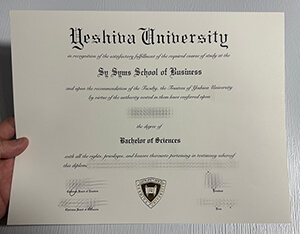 Yeshiva University
in recognition of the satisfactory fulfillment of the required course of study at the
Sy Syms School of Business
and upon the recommendation of the Faculty, the Trustees of Yeshiva University
by virtue of the authority vested in them have conferred upon
the degree of
Bachelor of Sciences
with all the rights, privileges, and honors thereunto pertaining in testimony whereof
this diploma